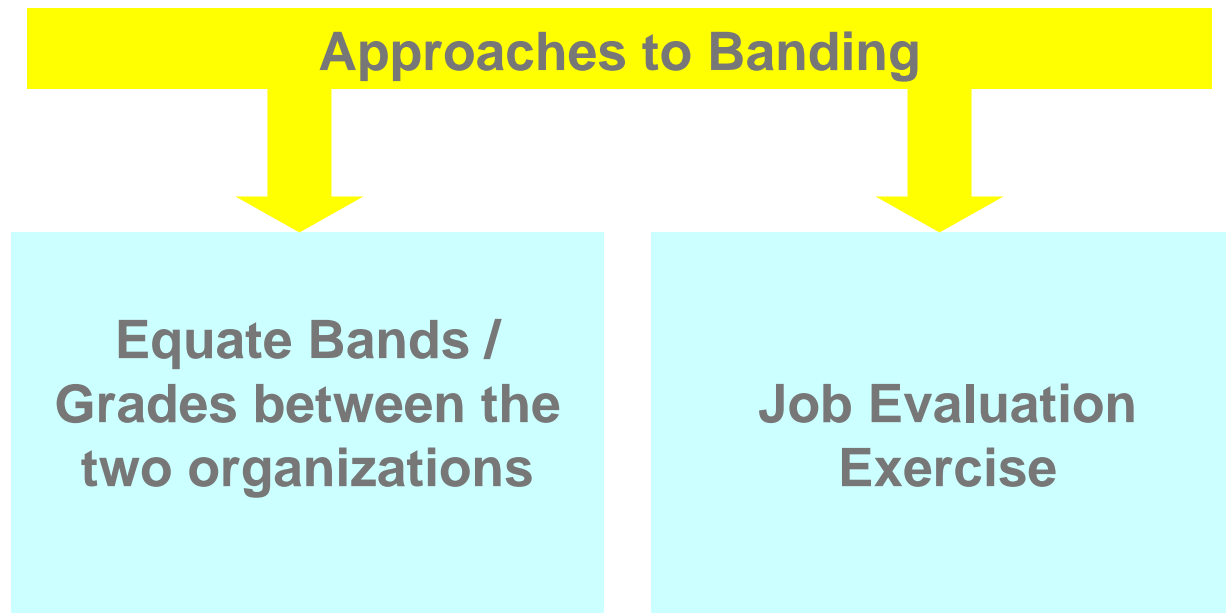 Approaches to Banding
Equate Bands /
Grades between the
two organizations
Job Evaluation
Exercise